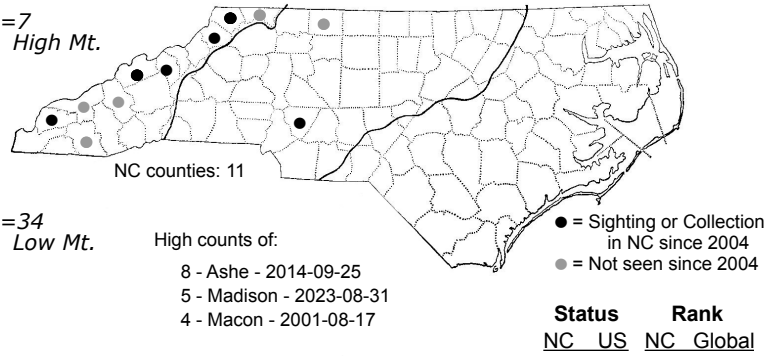 =7
High Mt.
NC counties: 11
=34
Low Mt.
High counts of:
8 - Ashe - 2014-09-25
5 - Madison - 2023-08-31
4 - Macon - 2001-08-17
= Sighting or Collection
in NC since 2004
= Not seen since 2004
Status Rank
NC US NC Global